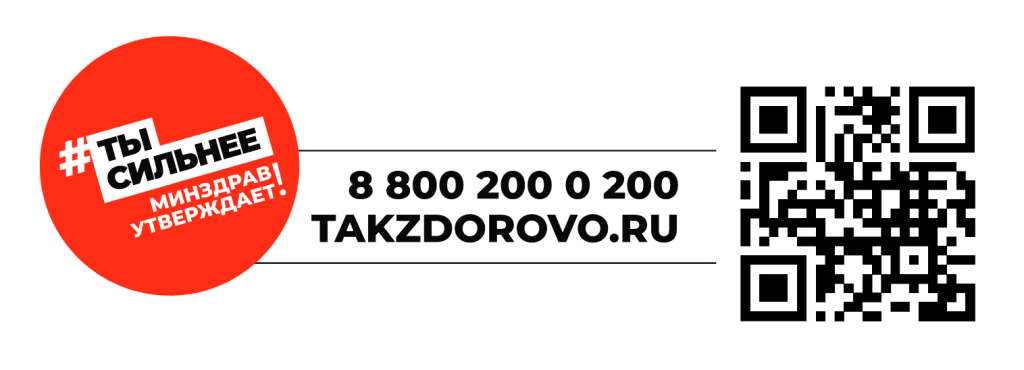 #ТЫ
СИЛЬНЕЕ
МИНЗДРАВ
УТВЕРЖДАЕТ!
8 800 200 0 200
TAKZDOROVO.RU